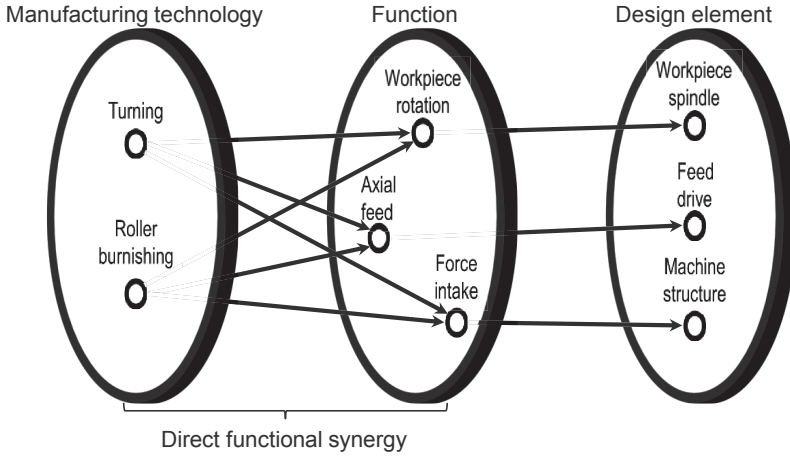 Manufacturing technology
Function
Design element
Turning
Roller
burnishing
Workpiece
rotation
Axial
feed
Force
intake
Workpiece
spindle
Feed
drive
Machine
structure
Direct functional synergy